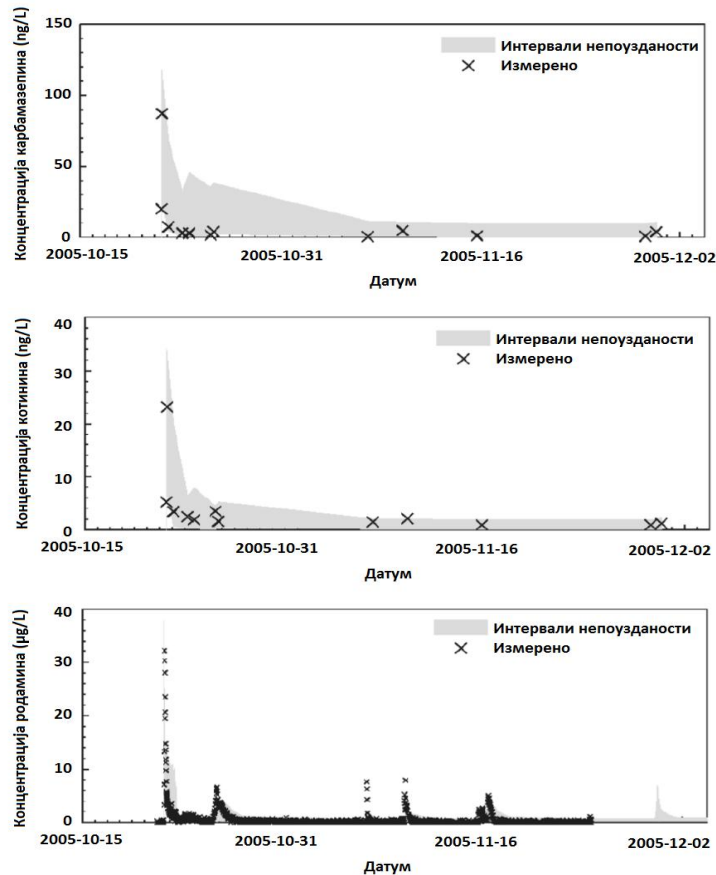 Концентрација карбамазепина (ng/L)
150
100
50
0
Интервали непоузданости
Измерено
2005-10-15
2005-10-31
2005-11-16
2005-12-02
Датум
Концентрација котинина (ng/L)
40
30
20
10
0
Интервали непоузданости
Измерено
2005-10-15
2005-10-31
2005-11-16
2005-12-02
Датум
Концентрација родамина (µg/L)
40
30
20
10
0
Интервали непоузданости
Измерено
2005-10-15
2005-10-31
2005-11-16
2005-12-02
Датум